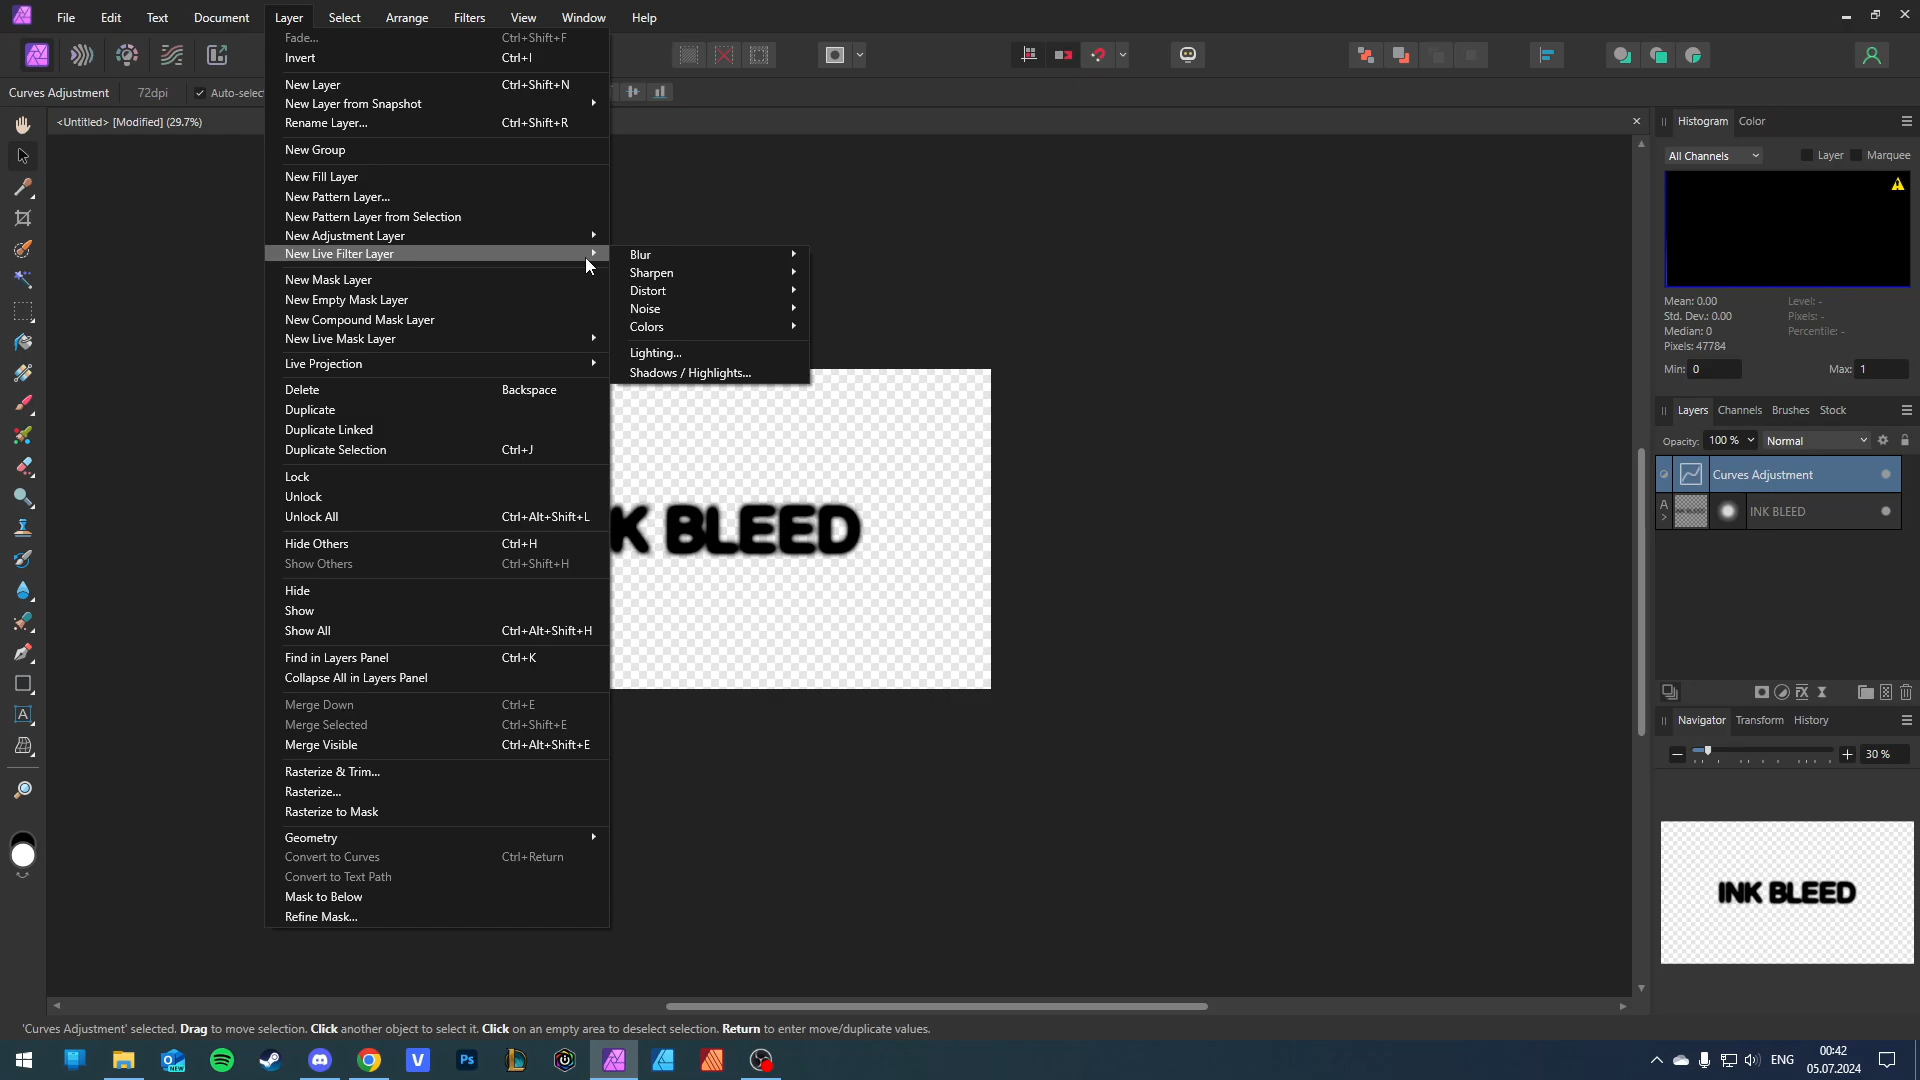 File Edit Text Document Layer Select Arrange Filters View Window Help
Curves Adjustment 72dpi Auto-selec
<Untitled> [Modified] (29.7%)
Fade... Ctrl+Shift+F
Invert Ctrl+I
New Layer Ctrl+Shift+N
New Layer from Snapshot
Rename Layer... Ctrl+Shift+R
New Group
New Fill Layer
New Pattern Layer...
New Pattern Layer from Selection
New Adjustment Layer
New Live Filter Layer
New Mask Layer
New Empty Mask Layer
New Compound Mask Layer
New Live Mask Layer
Live Projection
Delete Backspace
Duplicate
Duplicate Linked
Duplicate Selection Ctrl+J
Lock
Unlock
Unlock All Ctrl+Alt+Shift+L
Hide Others Ctrl+H
Show Others Ctrl+Shift+H
Hide
Show
Show All Ctrl+Alt+Shift+H
Find in Layers Panel Ctrl+K
Collapse All in Layers Panel
Merge Down Ctrl+E
Merge Selected Ctrl+Shift+E
Merge Visible Ctrl+Alt+Shift+E
Rasterize & Trim...
Rasterize...
Rasterize to Mask
Geometry
Convert to Curves Ctrl+Return
Convert to Text Path
Mask to Below
Refine Mask...
Blur
Sharpen
Distort
Noise
Colors
Lighting...
Shadows / Highlights...
NK BLEED
Histogram Color
All Channels Layer Marquee
Mean: 0.00 Level: -
Std. Dev.: 0.00 Pixels: -
Median: 0 Percentile: -
Pixels: 47784
Min: 0 Max: 1
Layers Channels Brushes Stock
Opacity: 100 % Normal
Curves Adjustment
A INK BLEED
Navigator Transform History
30 %
INK BLEED
'Curves Adjustment' selected. Drag to move selection. Click another object to select it. Click on an empty area to deselect selection. Return to enter move/duplicate values.
NEW V Ps ENG 00:42
05.07.2024